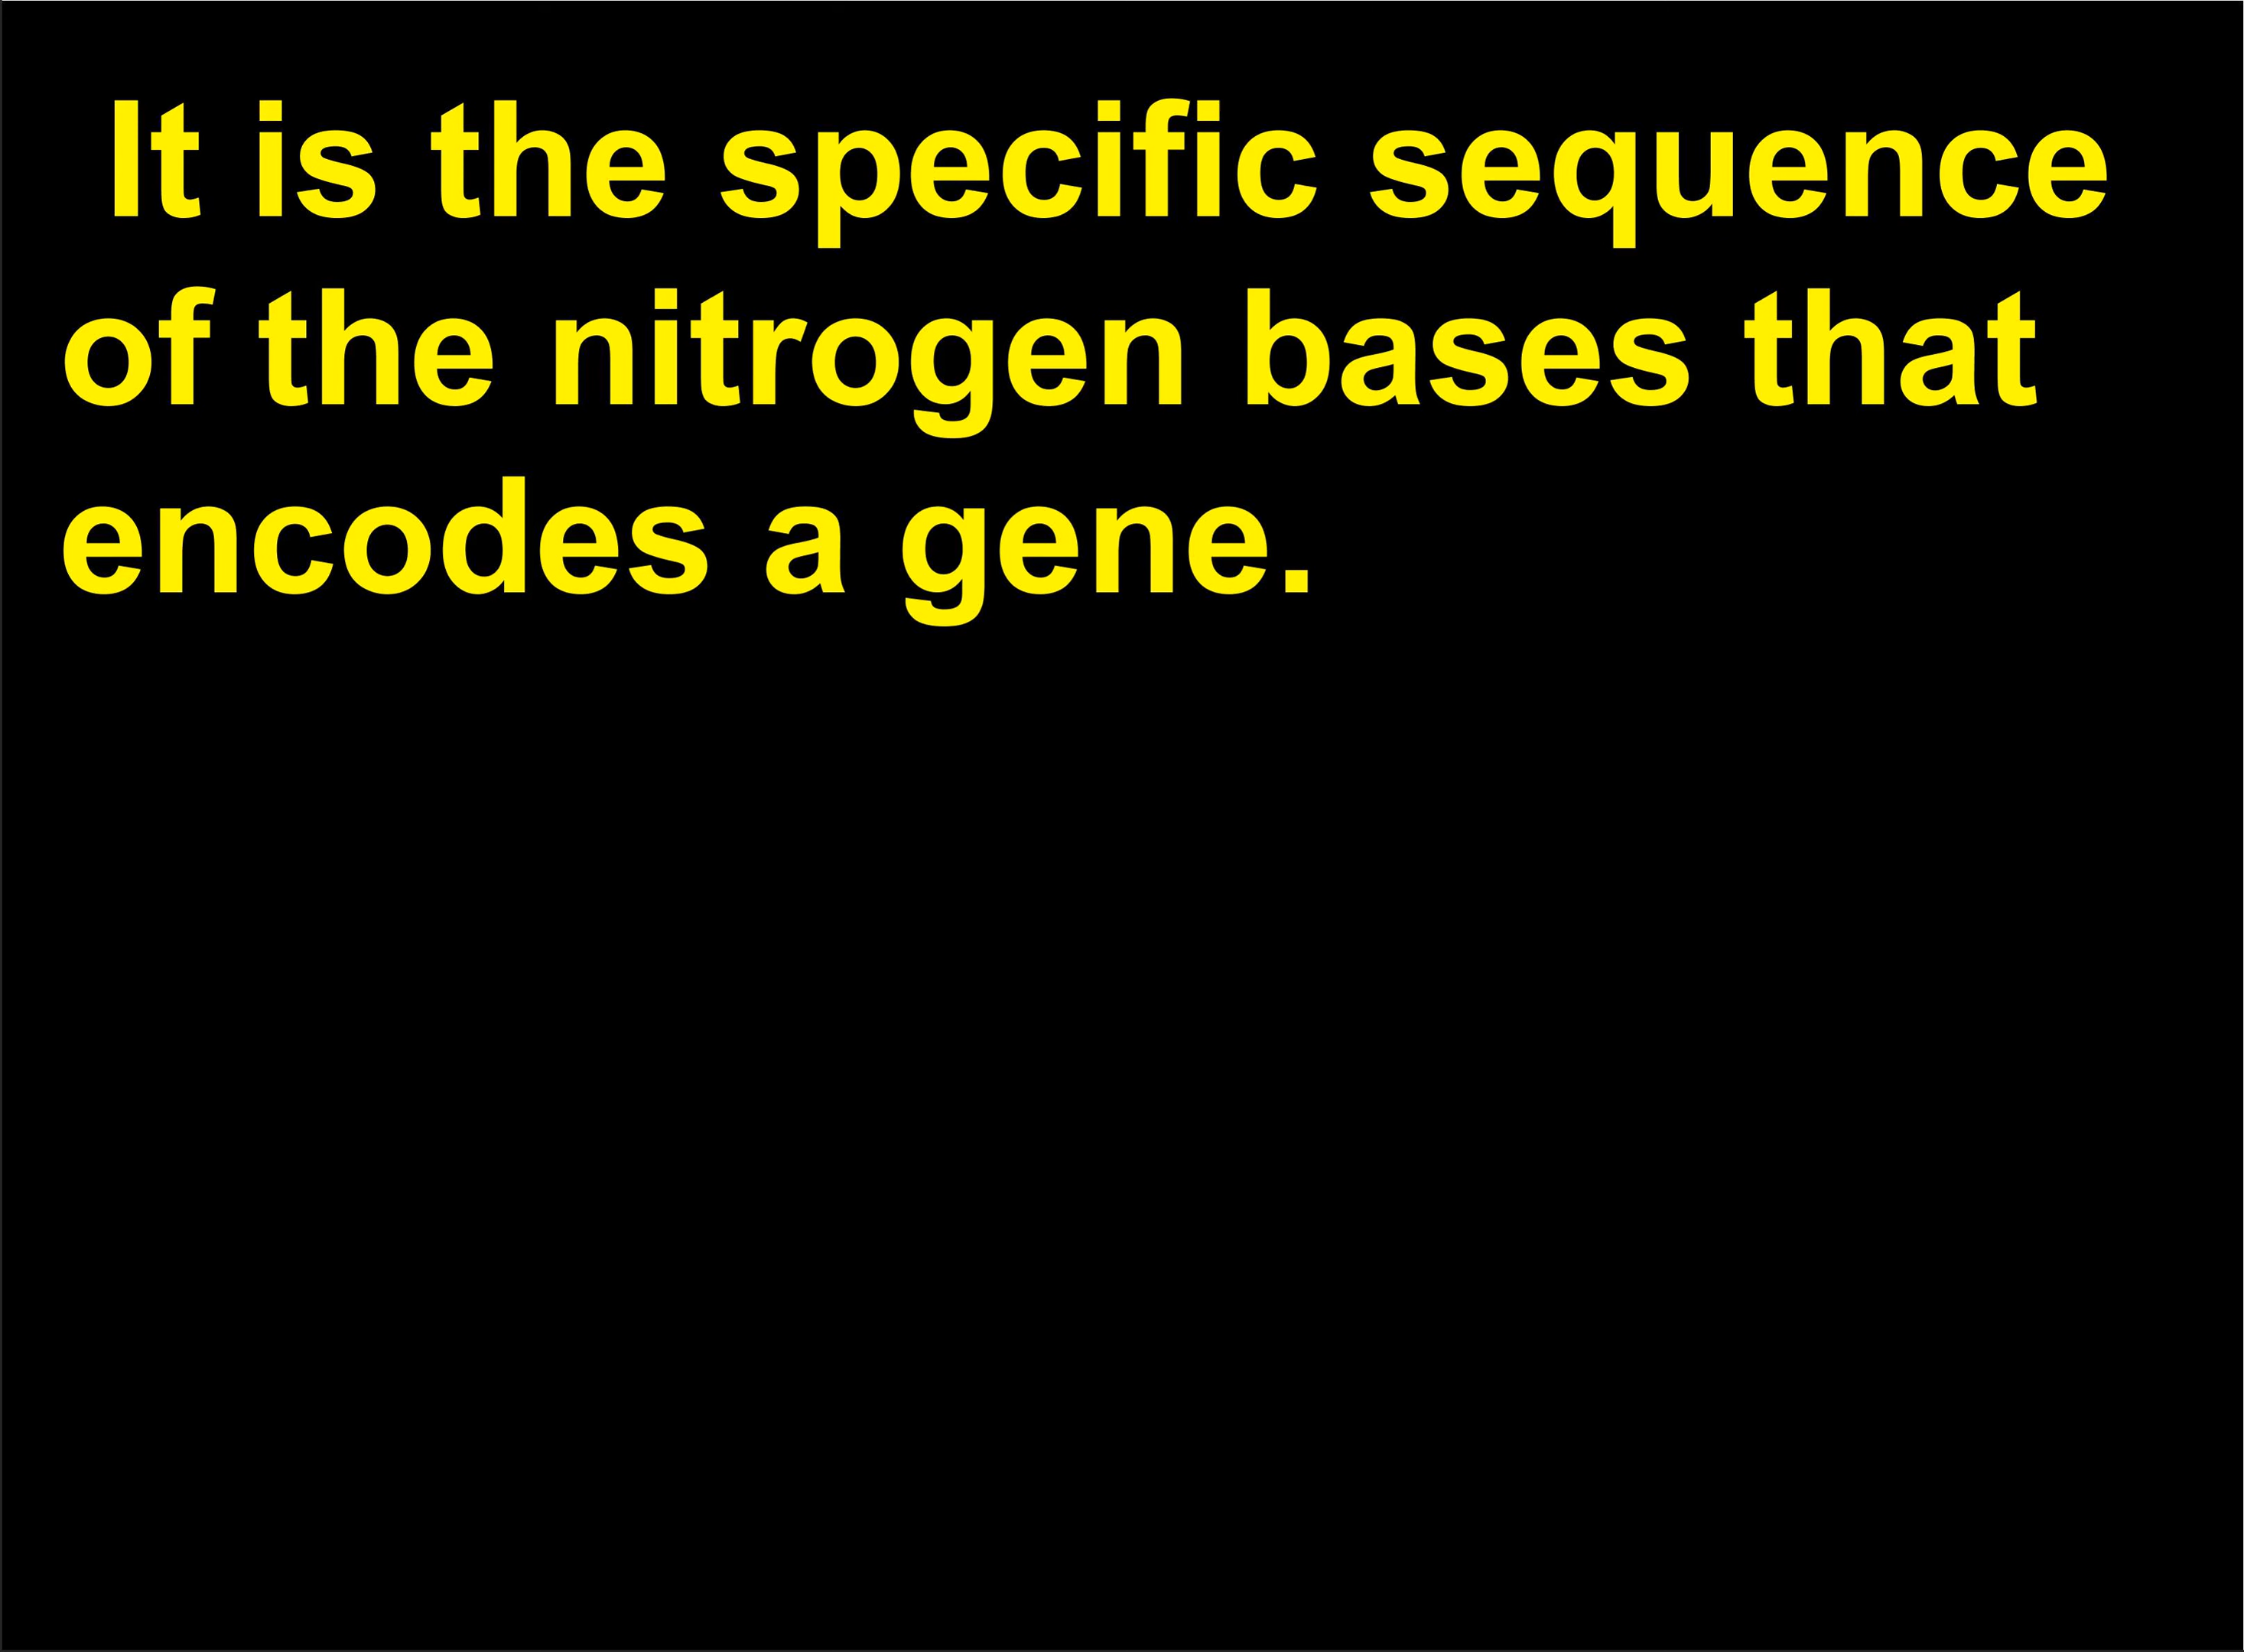 It is the specific sequence
of the nitrogen bases that
encodes a gene.